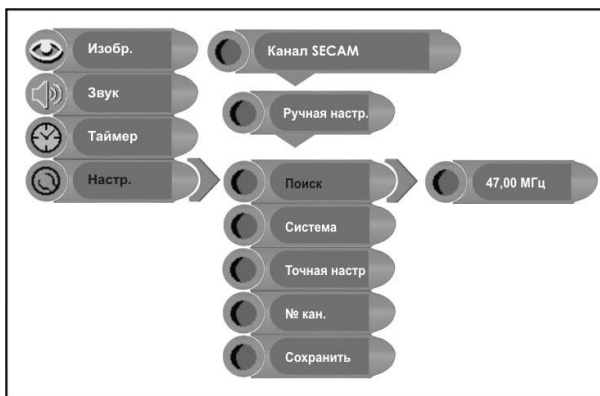 Изобр.
Звук
Таймер
Настр.
Канал SECAM
Ручная настр.
Поиск
Система
Точная настр
№ кан.
Сохранить
47,00 МГц